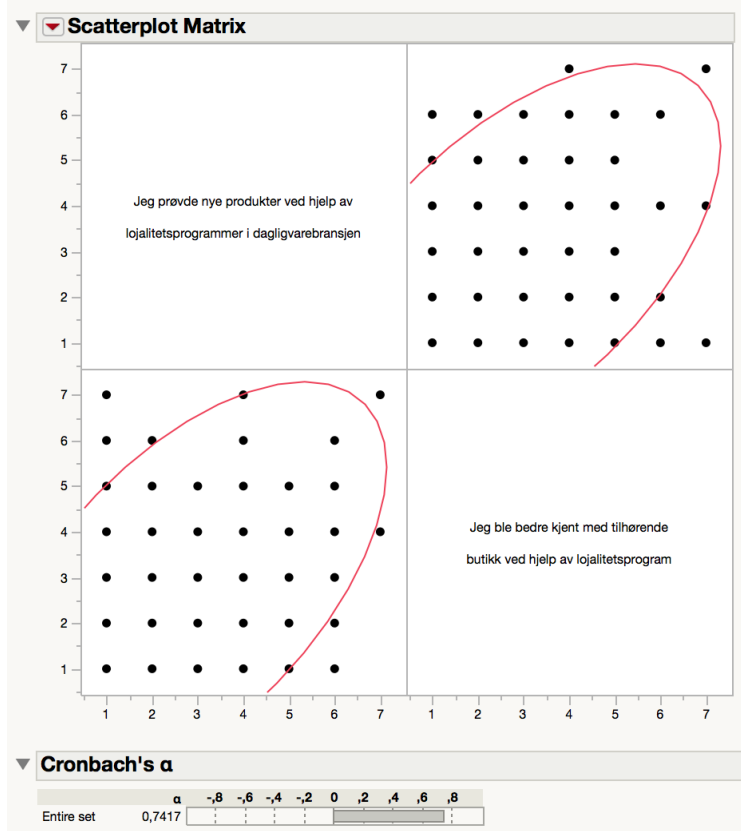 Scatterplot Matrix
7
6
5
4
3
2
1
Jeg prøvde nye produkter ved hjelp av
lojalitetsprogrammer i dagligvarebransjen
7
6
5
4
3
2
1
Jeg ble bedre kjent med tilhørende
butikk ved hjelp av lojalitetsprogram
1 2 3 4 5 6 7 1 2 3 4 5 6 7
Cronbach's α
α -,8 -,6 -,4 -,2 0 ,2 ,4 ,6 ,8
Entire set 0,7417